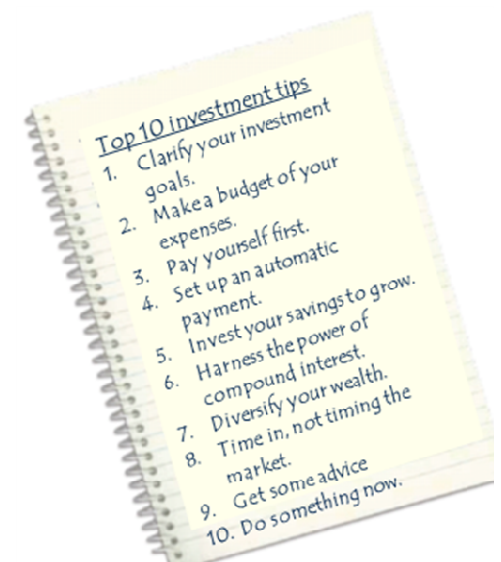 Top 10 investment tips
1. Clarify your investment
goals.
2. Make a budget of your
expenses.
3. Pay yourself first.
4. Set up an automatic
payment.
5. Invest your savings to grow.
6. Harness the power of
compound interest.
7. Diversify your wealth.
8. Time in, not timing the
market.
9. Get some advice
10. Do something now.